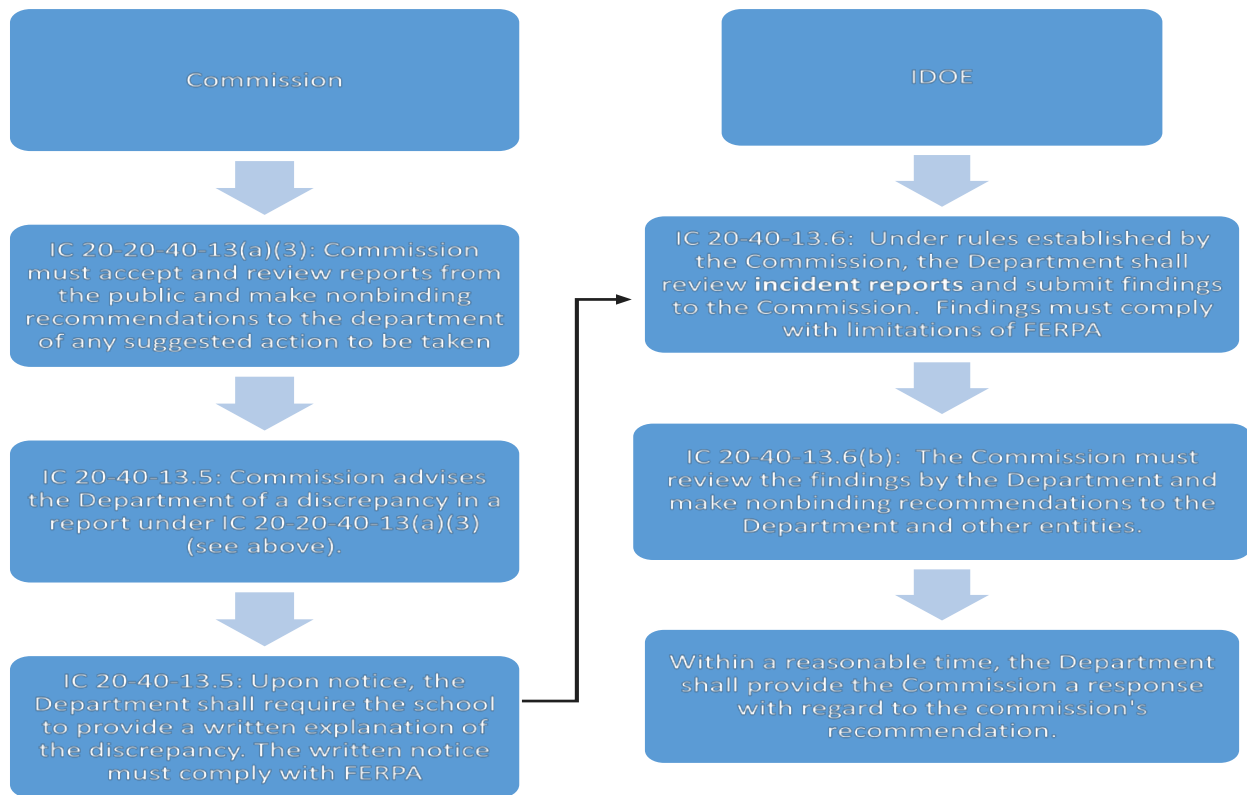 Commission
IC 20-20-40-13(a)(3): Commission
must accept and review reports from
the public and make nonbinding
recommendations to the department
of any suggested action to be taken
IC 20-40-13.5: Commission advises
the Department of a discrepancy in a
report under IC 20-20-40-13(a)(3)
(see above).
IC 20-40-13.5: Upon notice, the
Department shall require the school
to provide a written explanation of
the discrepancy. The written notice
must comply with FERPA
IDOE
IC 20-40-13.6:  Under rules established by
the Commission, the Department shall
review incident reports and submit findings
to the Commission.  Findings must comply
with limitations of FERPA
IC 20-40-13.6(b):  The Commission must
review the findings by the Department and
make nonbinding recommendations to the
Department and other entities.
Within a reasonable time, the Department
shall provide the Commission a response
with regard to the commission's
recommendation.